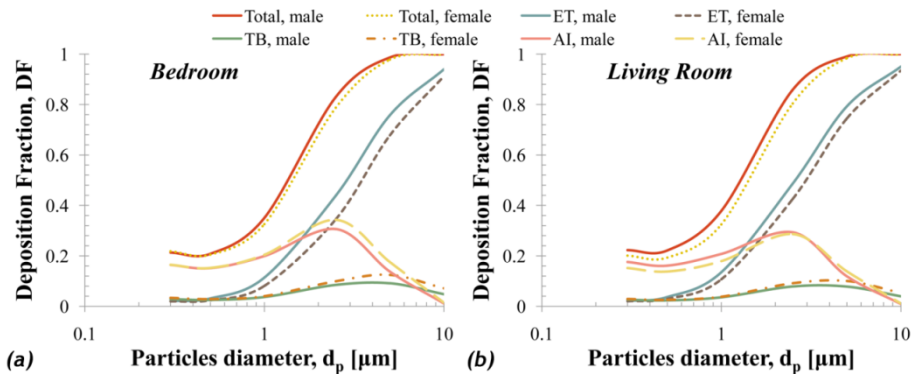 Total, male Total, female ET, male ET, female
TB, male TB, female AI, male AI, female
Bedroom
Deposition Fraction, DF
1
0.8
0.6
0.4
0.2
0
0.1 1 10
(a) Particles diameter, dp [μm]
Living Room
Deposition Fraction, DF
1
0.8
0.6
0.4
0.2
0
0.1 1 10
(b) Particles diameter, dp [μm]